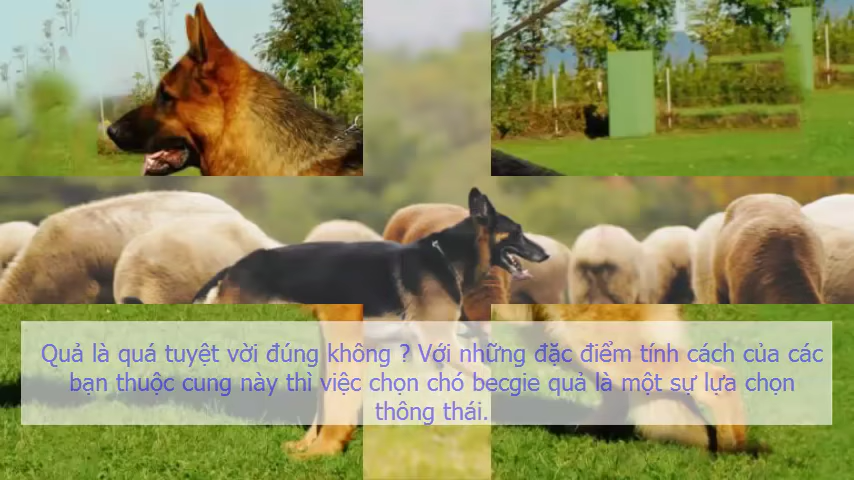 Quả là quá tuyệt vời đúng không ? Với những đặc điểm tính cách của các
bạn thuộc cung này thì việc chọn chó becgie quả là một sự lựa chọn
thông thái.